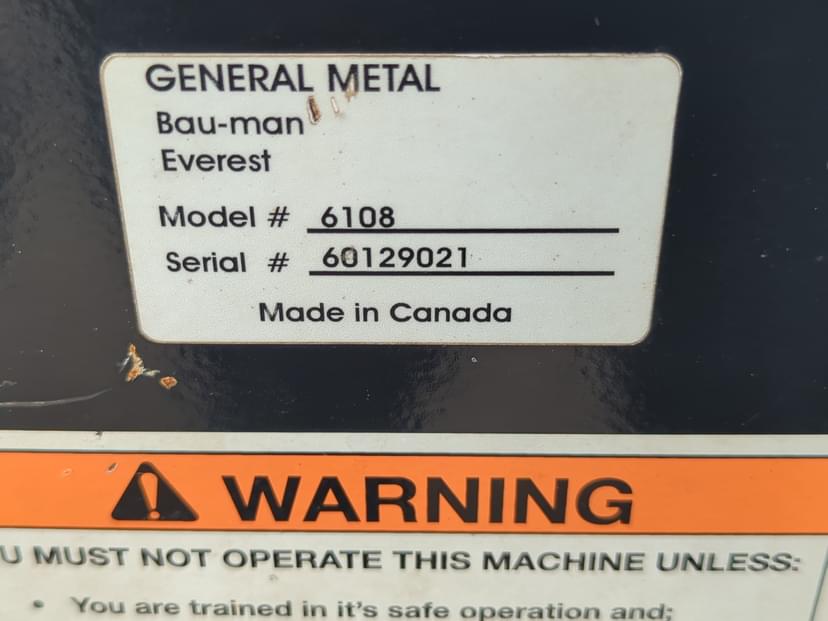 GENERAL METAL
Bau-man
Everest
Model # 6108
Serial # 60129021
Made in Canada
WARNING
U MUST NOT OPERATE THIS MACHINE UNLESS:
• You are trained in it's safe operation and;